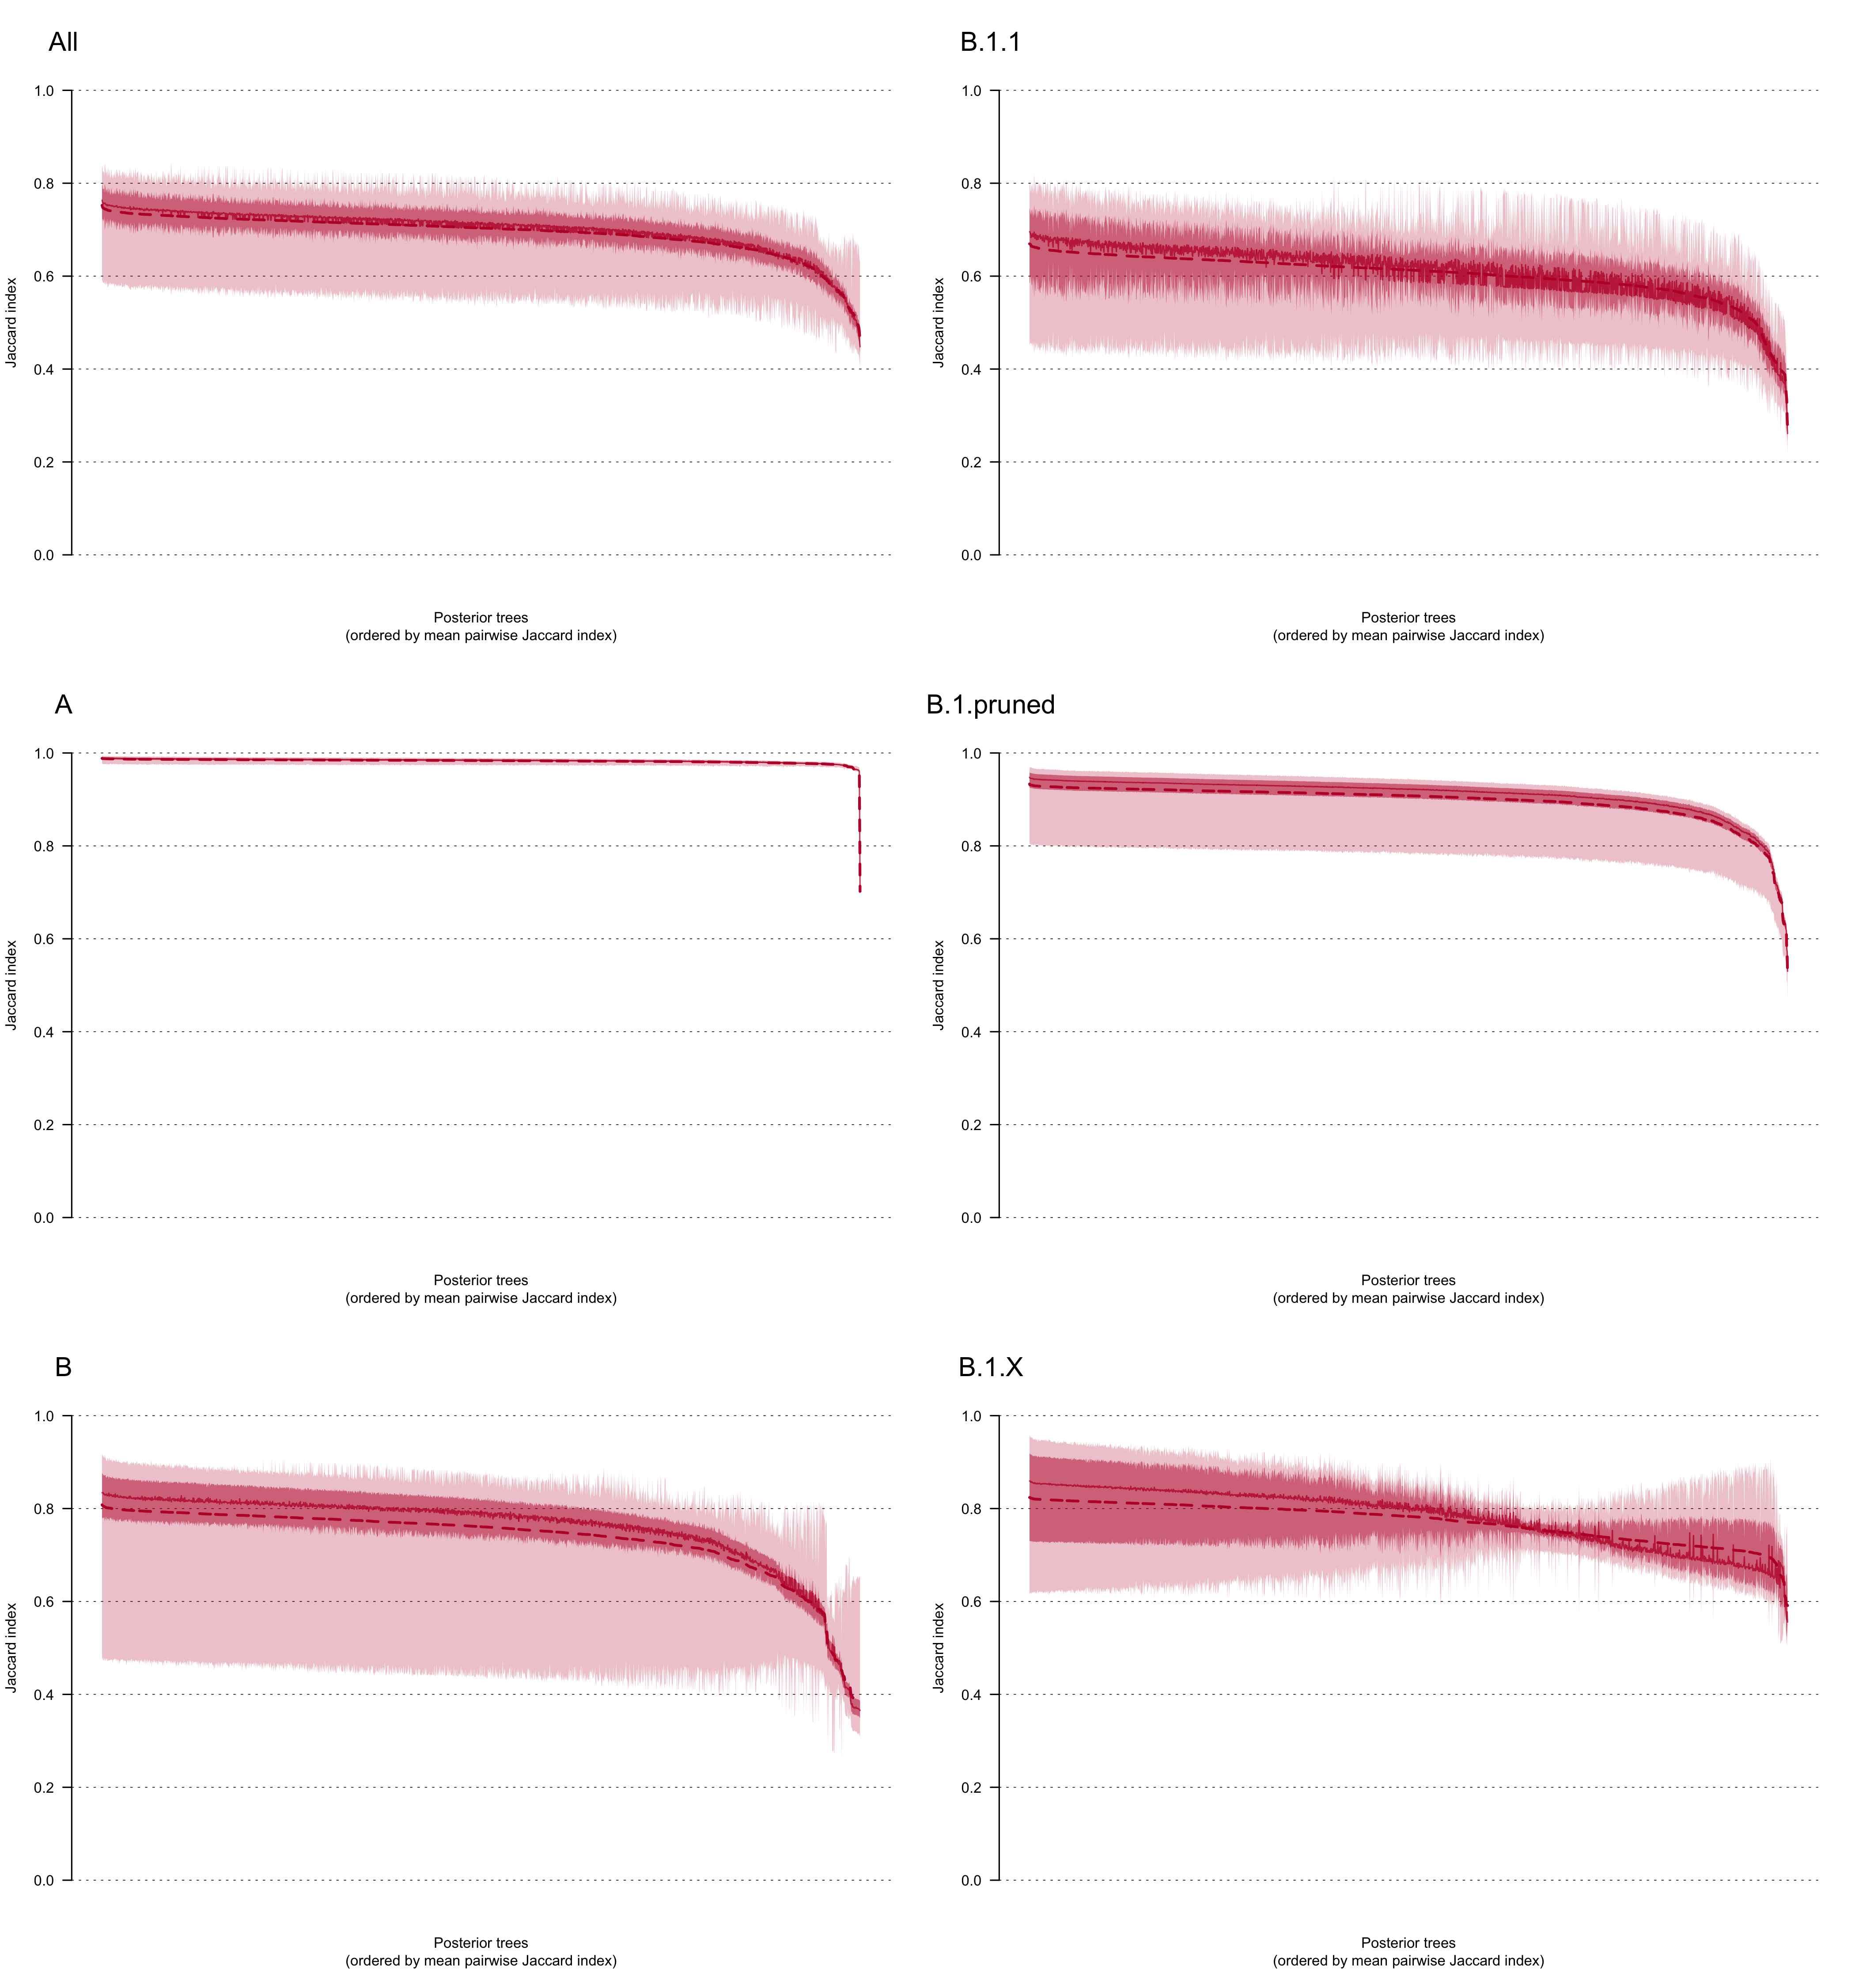 All
1.0
0.8
0.6
0.4
0.2
0.0
Jaccard index
Posterior trees
(ordered by mean pairwise Jaccard index)
B.1.1
1.0
0.8
0.6
0.4
0.2
0.0
Jaccard index
Posterior trees
(ordered by mean pairwise Jaccard index)
A
1.0
0.8
0.6
0.4
0.2
0.0
Jaccard index
Posterior trees
(ordered by mean pairwise Jaccard index)
B.1.pruned
1.0
0.8
0.6
0.4
0.2
0.0
Jaccard index
Posterior trees
(ordered by mean pairwise Jaccard index)
B
1.0
0.8
0.6
0.4
0.2
0.0
Jaccard index
Posterior trees
(ordered by mean pairwise Jaccard index)
B.1.X
1.0
0.8
0.6
0.4
0.2
0.0
Jaccard index
Posterior trees
(ordered by mean pairwise Jaccard index)